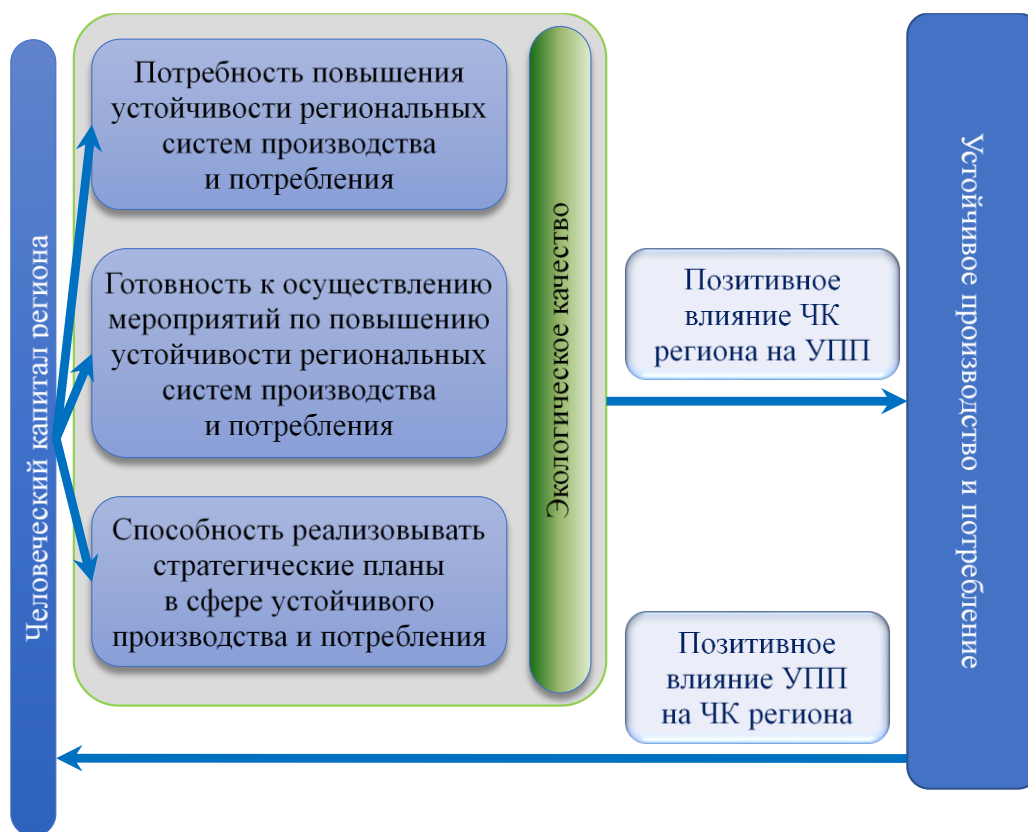 Человеческий капитал региона
Потребность повышения
устойчивости региональных
систем производства
и потребления
Готовность к осуществлению
мероприятий по повышению
устойчивости региональных
систем производства
и потребления
Способность реализовывать
стратегические планы
в сфере устойчивого
производства и потребления
Экологическое качество
Позитивное
влияние ЧК
региона на УПП
Позитивное
влияние УПП
на ЧК региона
Устойчивое производство и потребление